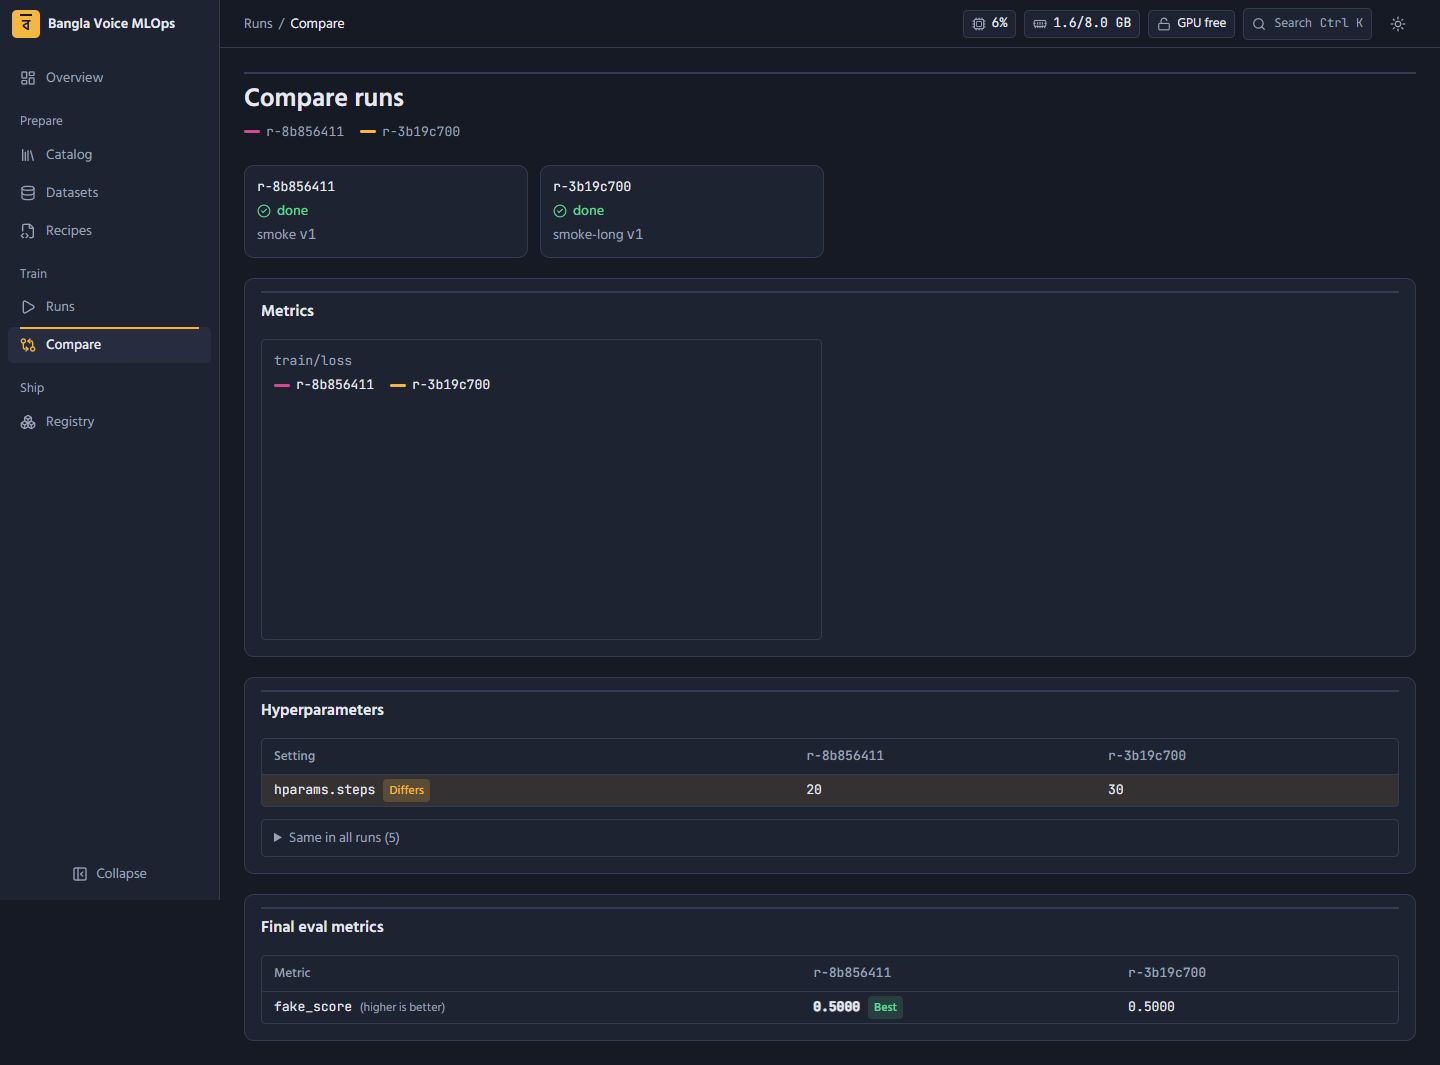 ব Bangla Voice MLOps
Runs / Compare
6%
1.6/8.0 GB
GPU free
Search Ctrl K
Overview
Prepare
Catalog
Datasets
Recipes
Train
Runs
Compare
Ship
Registry
Collapse
Compare runs
r-8b856411 r-3b19c700
r-8b856411
done
smoke v1
r-3b19c700
done
smoke-long v1
Metrics
train/loss
r-8b856411 r-3b19c700
Hyperparameters
Setting r-8b856411 r-3b19c700
hparams.steps Differs 20 30
Same in all runs (5)
Final eval metrics
Metric r-8b856411 r-3b19c700
fake_score (higher is better) 0.5000 Best 0.5000